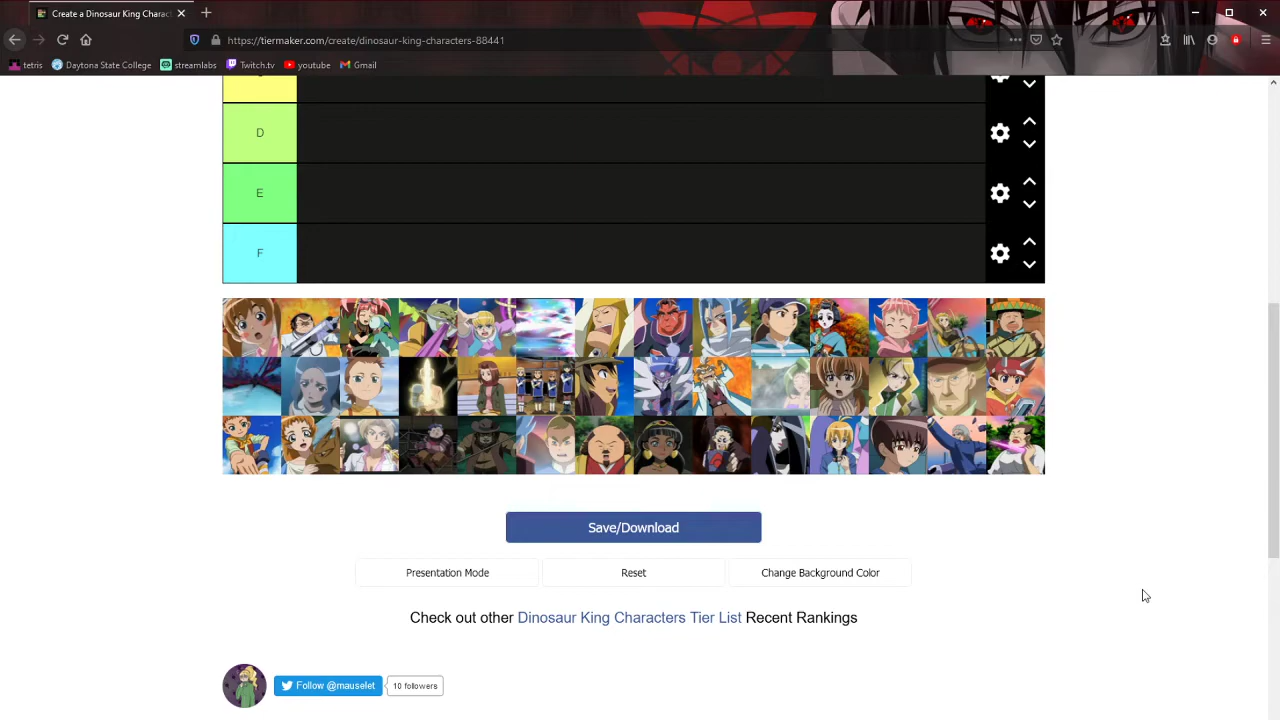 Create a Dinosaur King Charact
https://tiermaker.com/create/dinosaur-king-characters-88441
tetris Daytona State College streamlabs Twitch.tv youtube Gmail
D
E
F
Save/Download
Presentation Mode Reset Change Background Color
Check out other Dinosaur King Characters Tier List Recent Rankings
Follow @mauselet 10 followers